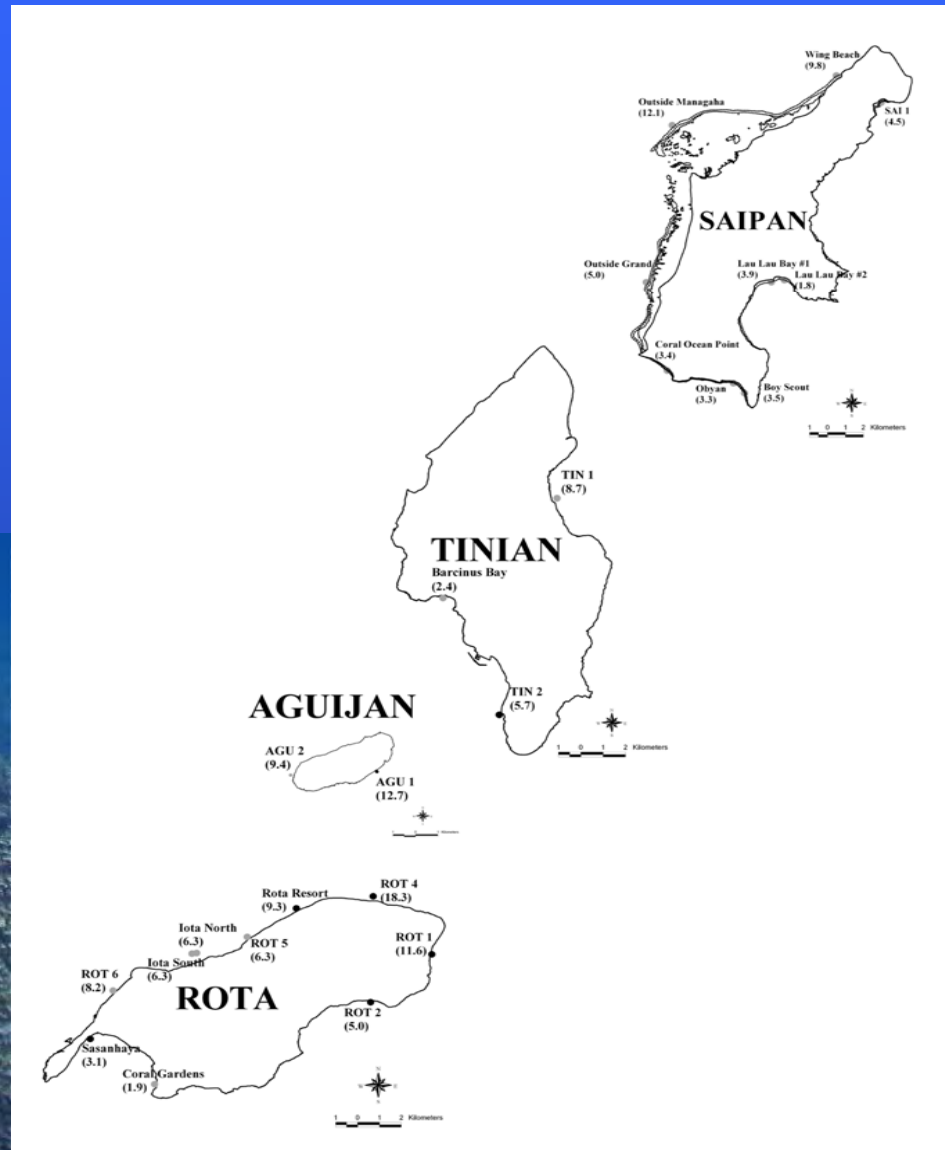 Wing Beach
(9.8)
Outside Managaha
(12.1)
SAI 1
(4.5)
SAIPAN
Outside Grand
(5.0)
Lau Lau Bay #1
(3.9)
Lau Lau Bay #2
(1.8)
Coral Ocean Point
(3.4)
Obyan
(3.3)
Boy Scout
(3.5)
1 0 1 2 Kilometers
TIN 1
(8.7)
TINIAN
Barcinus Bay
(2.4)
TIN 2
(5.7)
1 0 1 2 Kilometers
AGUIJAN
AGU 2
(9.4)
AGU 1
(12.7)
Kilometers
ROT 4
(18.3)
Rota Resort
(9.3)
Iota North
(6.3)
ROT 5
(6.3)
ROT 1
(11.6)
Iota South
(6.3)
ROT 6
(8.2)
ROTA
ROT 2
(5.0)
Sasanhaya
(3.1)
Coral Gardens
(1.9)
1 0 1 2 Kilometers